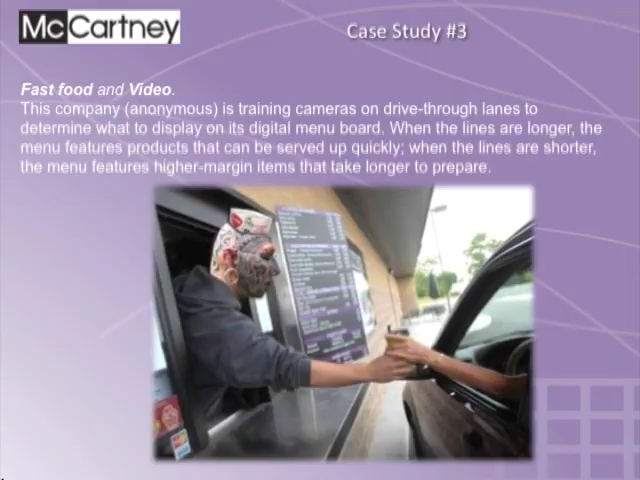 McCartney
Case Study #3
Fast food and Video.
This company (anonymous) is training cameras on drive-through lanes to
determine what to display on its digital menu board. When the lines are longer, the
menu features products that can be served up quickly; when the lines are shorter,
the menu features higher-margin items that take longer to prepare.